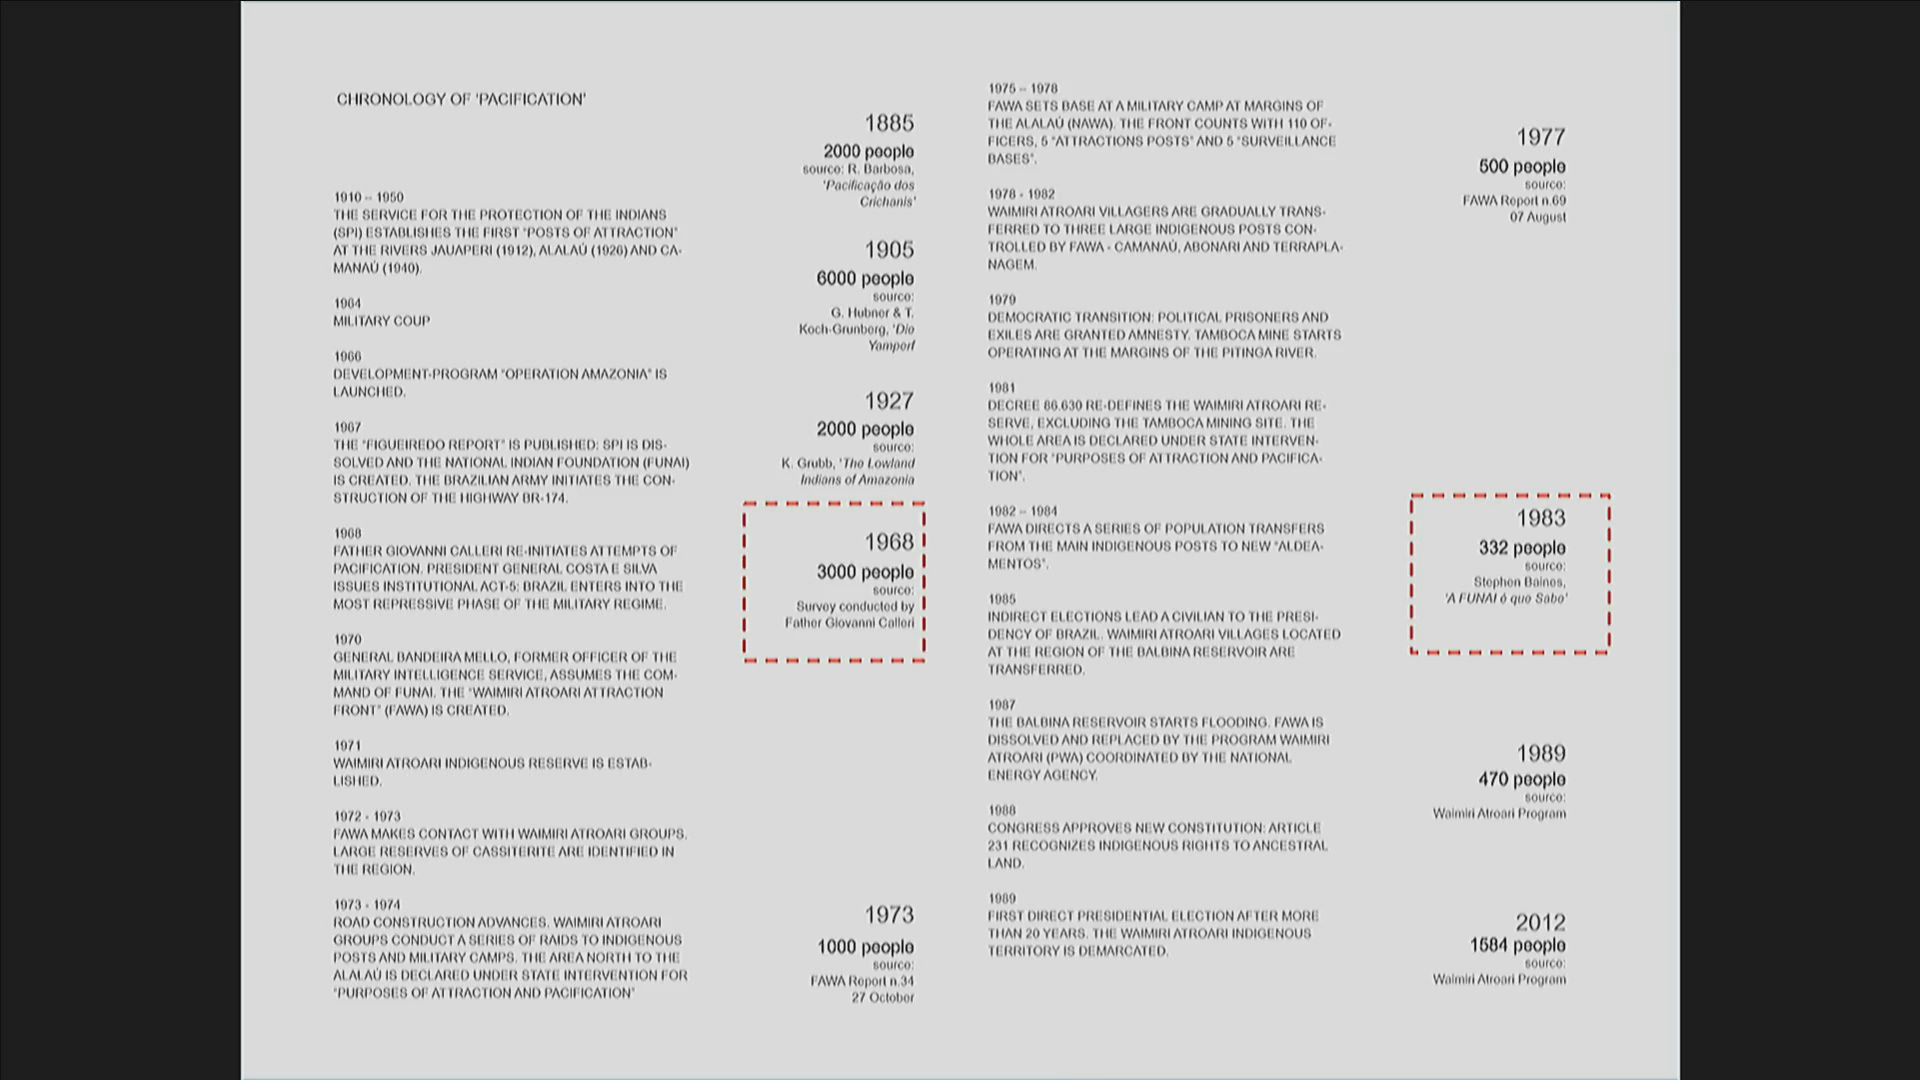 CHRONOLOGY OF 'PACIFICATION'
1910 – 1950
THE SERVICE FOR THE PROTECTION OF THE INDIANS
(SPI) ESTABLISHES THE FIRST "POSTS OF ATTRACTION"
AT THE RIVERS JAUAPERI (1912), ALALAÚ (1926) AND CA-
MANAÚ (1940).
1964
MILITARY COUP
1966
DEVELOPMENT-PROGRAM "OPERATION AMAZONIA" IS
LAUNCHED.
1967
THE "FIGUEIREDO REPORT" IS PUBLISHED: SPI IS DIS-
SOLVED AND THE NATIONAL INDIAN FOUNDATION (FUNAI)
IS CREATED. THE BRAZILIAN ARMY INITIATES THE CON-
STRUCTION OF THE HIGHWAY BR-174.
1968
FATHER GIOVANNI CALLERI RE-INITIATES ATTEMPTS OF
PACIFICATION. PRESIDENT GENERAL COSTA E SILVA
ISSUES INSTITUTIONAL ACT-5: BRAZIL ENTERS INTO THE
MOST REPRESSIVE PHASE OF THE MILITARY REGIME.
1970
GENERAL BANDEIRA MELLO, FORMER OFFICER OF THE
MILITARY INTELLIGENCE SERVICE, ASSUMES THE COM-
MAND OF FUNAI. THE "WAIMIRI ATROARI ATTRACTION
FRONT" (FAWA) IS CREATED.
1971
WAIMIRI ATROARI INDIGENOUS RESERVE IS ESTAB-
LISHED.
1972 - 1973
FAWA MAKES CONTACT WITH WAIMIRI ATROARI GROUPS.
LARGE RESERVES OF CASSITERITE ARE IDENTIFIED IN
THE REGION.
1973 - 1974
ROAD CONSTRUCTION ADVANCES. WAIMIRI ATROARI
GROUPS CONDUCT A SERIES OF RAIDS TO INDIGENOUS
POSTS AND MILITARY CAMPS. THE AREA NORTH TO THE
ALALAÚ IS DECLARED UNDER STATE INTERVENTION FOR
"PURPOSES OF ATTRACTION AND PACIFICATION"
1885
2000 people
source: R. Barbosa,
'Pacificação dos
Crichanis'
1905
6000 people
source:
G. Hubner & T.
Koch-Grunberg, 'Die
Yamperl
1927
2000 people
source:
K. Grubb, 'The Lowland
Indians of Amazonia
1968
3000 people
source:
Survey conducted by
Father Giovanni Calleri
1973
1000 people
source:
FAWA Report n.34
27 October
1975 – 1978
FAWA SETS BASE AT A MILITARY CAMP AT MARGINS OF
THE ALALAÚ (NAWA). THE FRONT COUNTS WITH 110 OF-
FICERS, 5 "ATTRACTIONS POSTS" AND 5 "SURVEILLANCE
BASES".
1978 - 1982
WAIMIRI ATROARI VILLAGERS ARE GRADUALLY TRANS-
FERRED TO THREE LARGE INDIGENOUS POSTS CON-
TROLLED BY FAWA - CAMANAÚ, ABONARI AND TERRAPLA-
NAGEM.
1979
DEMOCRATIC TRANSITION: POLITICAL PRISONERS AND
EXILES ARE GRANTED AMNESTY. TAMBOCA MINE STARTS
OPERATING AT THE MARGINS OF THE PITINGA RIVER.
1981
DECREE 86.630 RE-DEFINES THE WAIMIRI ATROARI RE-
SERVE, EXCLUDING THE TAMBOCA MINING SITE. THE
WHOLE AREA IS DECLARED UNDER STATE INTERVEN-
TION FOR "PURPOSES OF ATTRACTION AND PACIFICA-
TION".
1982 – 1984
FAWA DIRECTS A SERIES OF POPULATION TRANSFERS
FROM THE MAIN INDIGENOUS POSTS TO NEW "ALDEA-
MENTOS".
1985
INDIRECT ELECTIONS LEAD A CIVILIAN TO THE PRESI-
DENCY OF BRAZIL. WAIMIRI ATROARI VILLAGES LOCATED
AT THE REGION OF THE BALBINA RESERVOIR ARE
TRANSFERRED.
1987
THE BALBINA RESERVOIR STARTS FLOODING. FAWA IS
DISSOLVED AND REPLACED BY THE PROGRAM WAIMIRI
ATROARI (PWA) COORDINATED BY THE NATIONAL
ENERGY AGENCY.
1988
CONGRESS APPROVES NEW CONSTITUTION: ARTICLE
231 RECOGNIZES INDIGENOUS RIGHTS TO ANCESTRAL
LAND.
1989
FIRST DIRECT PRESIDENTIAL ELECTION AFTER MORE
THAN 20 YEARS. THE WAIMIRI ATROARI INDIGENOUS
TERRITORY IS DEMARCATED.
1977
500 people
source:
FAWA Report n.69
07 August
1983
332 people
source:
Stephen Baines,
'A FUNAI é que Sabe'
1989
470 people
source:
Waimiri Atroari Program
2012
1584 people
source:
Waimiri Atroari Program